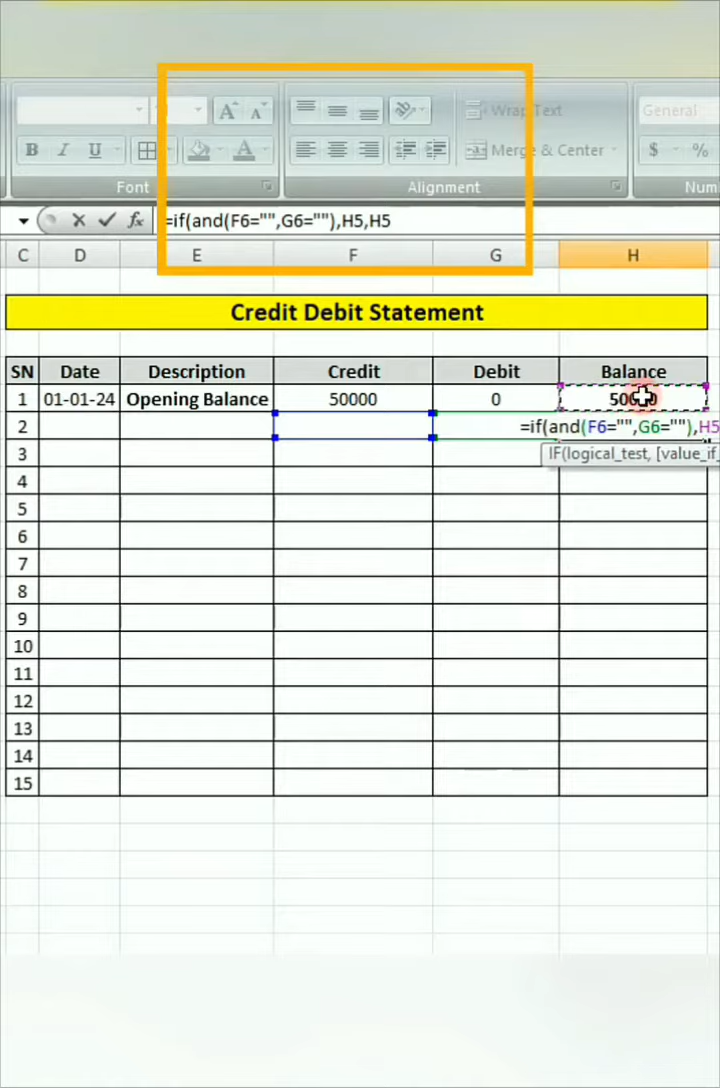 A A
Wrap Text
General
B I U A
Merge & Center
$ %
Font
Alignment
fx =if(and(F6="",G6=""),H5,H5
C D E F G H
Credit Debit Statement
SN Date Description Credit Debit Balance
1 01-01-24 Opening Balance 50000 0
2 =if(and(F6="",G6=""),H5
3 IF(logical_test, [value_if_
4
5
6
7
8
9
10
11
12
13
14
15